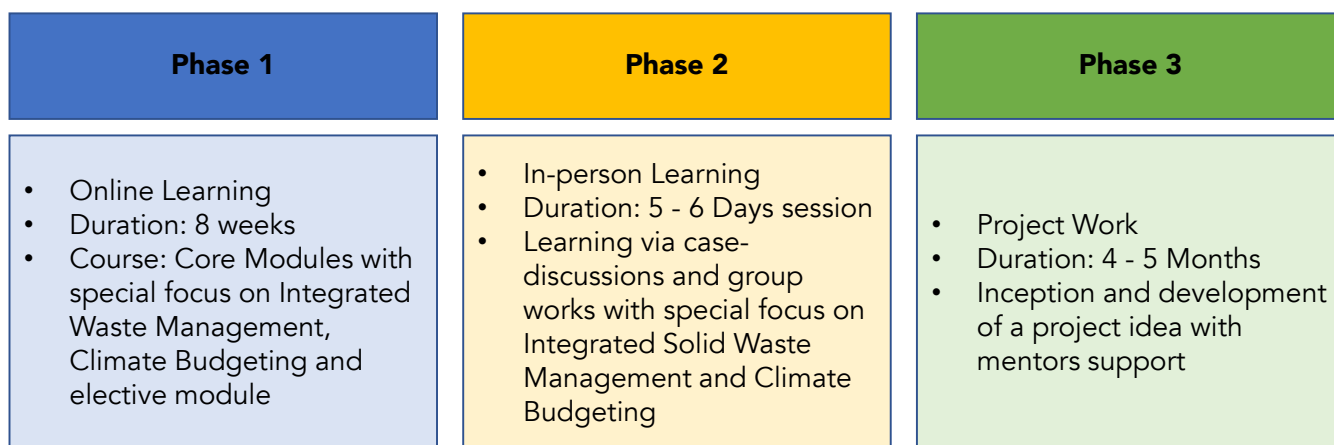 Phase 1
• Online Learning
• Duration: 8 weeks
• Course: Core Modules with
special focus on Integrated
Waste Management,
Climate Budgeting and
elective module
Phase 2
• In-person Learning
• Duration: 5 - 6 Days session
• Learning via case-
discussions and group
works with special focus on
Integrated Solid Waste
Management and Climate
Budgeting
Phase 3
• Project Work
• Duration: 4 - 5 Months
• Inception and development
of a project idea with
mentors support